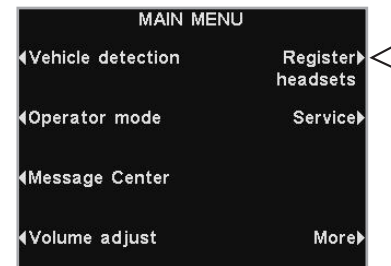 MAIN MENU
Vehicle detection
Register
headsets
Operator mode
Service
Message Center
Volume adjust
More